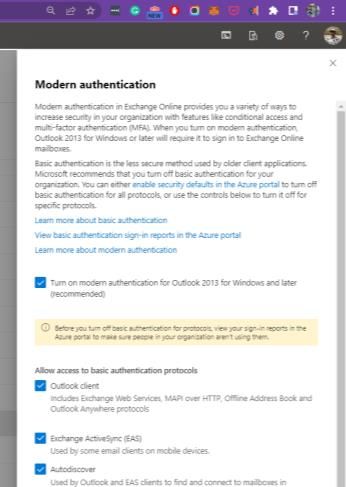 Modern authentication
Modern authentication in Exchange Online provides you a variety of ways to
increase security in your organization with features like conditional access and
multi-factor authentication (MFA). When you turn on modern authentication,
Outlook 2013 for Windows or later will require it to sign in to Exchange Online
mailboxes.
Basic authentication is the less secure method used by older client applications.
Microsoft recommends that you turn off basic authentication for your
organization. You can either enable security defaults in the Azure portal to turn off
basic authentication for all protocols, or use the controls below to turn it off for
specific protocols.
Learn more about basic authentication
View basic authentication sign-in reports in the Azure portal
Learn more about modern authentication
Turn on modern authentication for Outlook 2013 for Windows and later
(recommended)
Before you turn off basic authentication for protocols, view your sign-in reports in the
Azure portal to make sure people in your organization aren't using them.
Allow access to basic authentication protocols
Outlook client
Includes Exchange Web Services, MAPI over HTTP, Offline Address Book and
Outlook Anywhere protocols
Exchange ActiveSync (EAS)
Used by some email clients on mobile devices.
Autodiscover
Used by Outlook and EAS clients to find and connect to mailboxes in